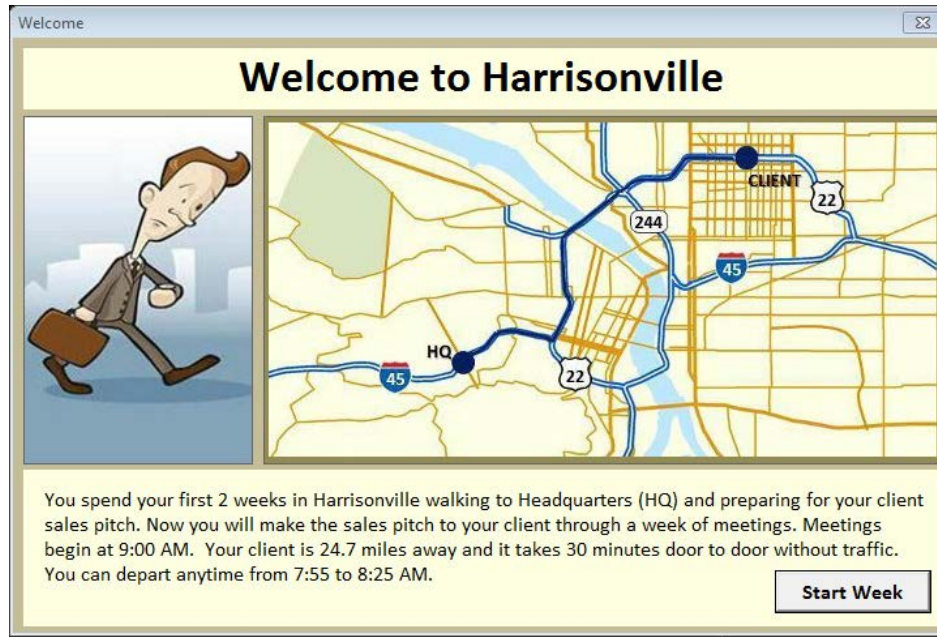 Welcome
Welcome to Harrisonville
CLIENT
22
244
45
HQ
45
22
You spend your first 2 weeks in Harrisonville walking to Headquarters (HQ) and preparing for your client
sales pitch. Now you will make the sales pitch to your client through a week of meetings. Meetings
begin at 9:00 AM.  Your client is 24.7 miles away and it takes 30 minutes door to door without traffic.
You can depart anytime from 7:55 to 8:25 AM.
Start Week